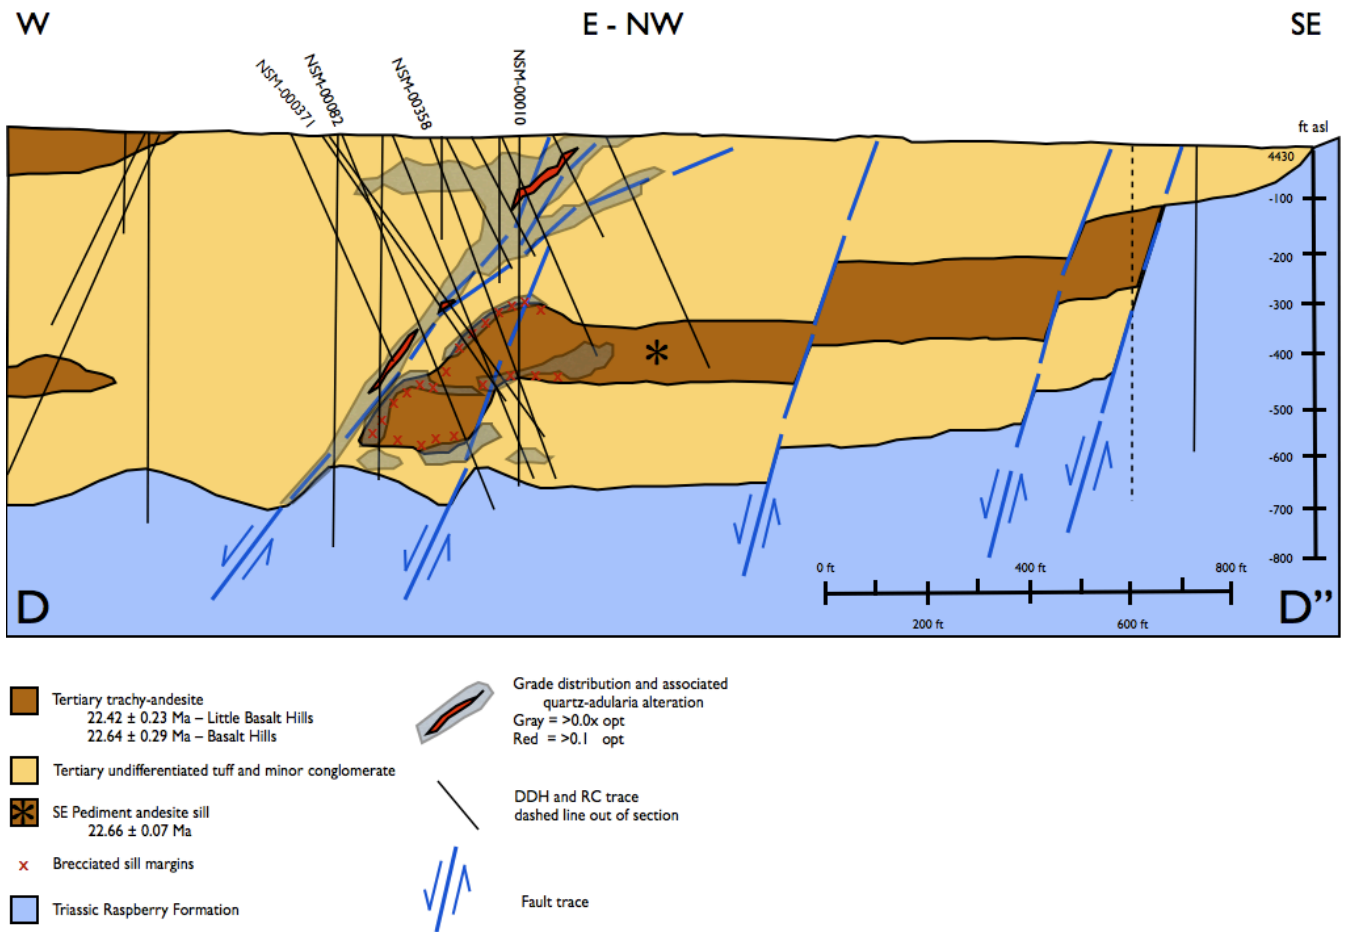 W
E - NW
SE
NSM-000371
NSM-00082
NSM-00358
NSM-00010
ft asl
4430
-100
-200
-300
-400
-500
-600
-700
-800
0 ft
400 ft
800 ft
200 ft
600 ft
D
D’’
Tertiary trachy-andesite
22.42 ± 0.23 Ma – Little Basalt Hills
22.64 ± 0.29 Ma – Basalt Hills
Tertiary undifferentiated tuff and minor conglomerate
SE Pediment andesite sill
22.66 ± 0.07 Ma
x Brecciated sill margins
Triassic Raspberry Formation
Grade distribution and associated
quartz-adularia alteration
Gray = >0.0x opt
Red = >0.1 opt
DDH and RC trace
dashed line out of section
Fault trace